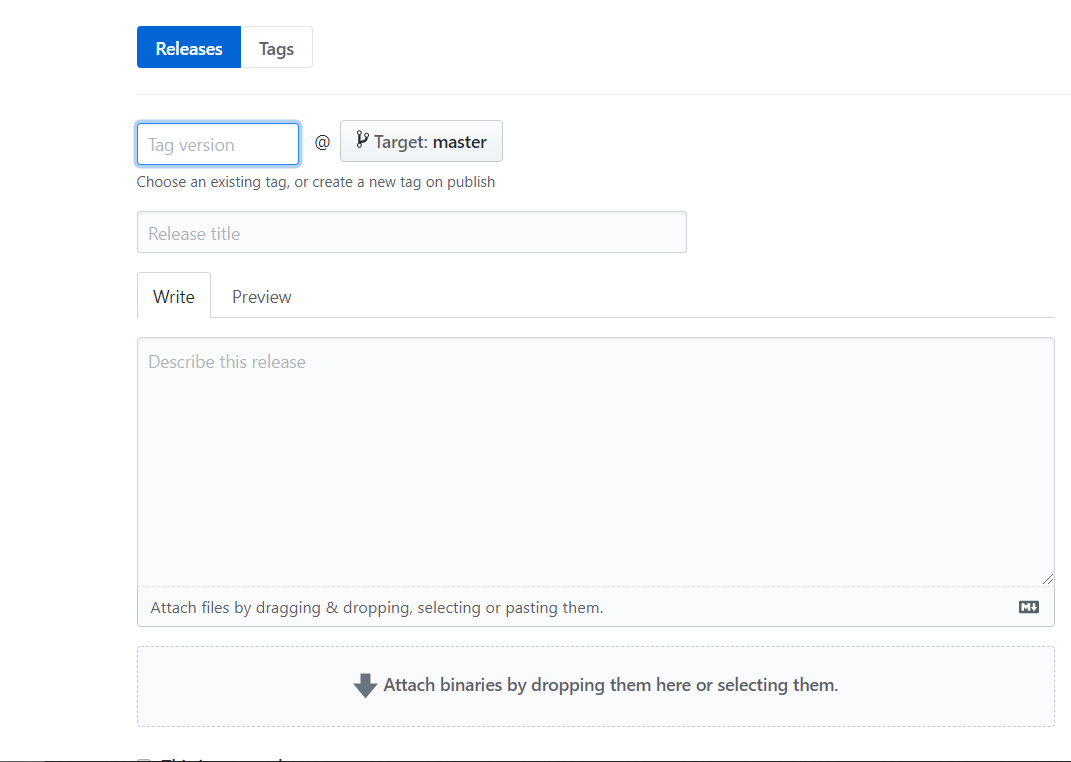 Releases Tags
Tag version @ Target: master
Choose an existing tag, or create a new tag on publish
Release title
Write Preview
Describe this release
Attach files by dragging & dropping, selecting or pasting them.
M
Attach binaries by dropping them here or selecting them.